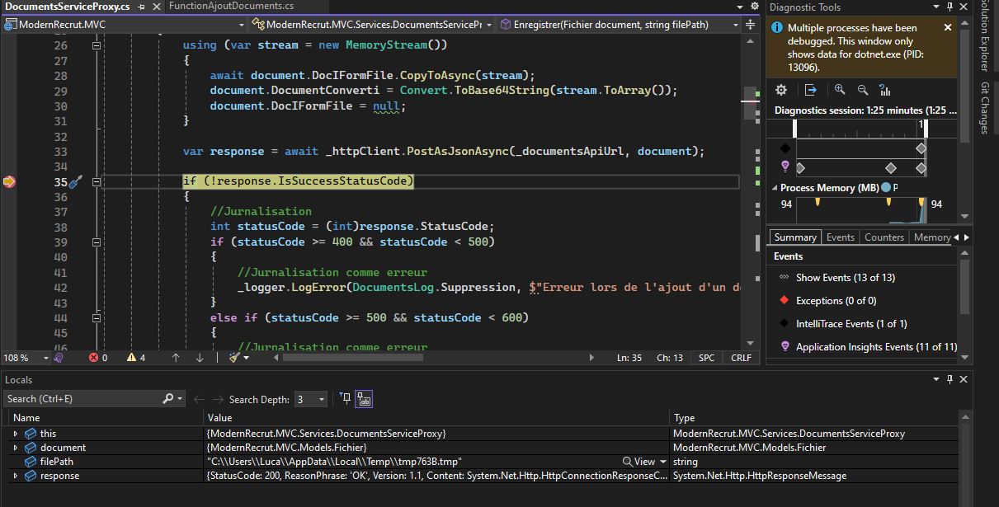 DocumentsServiceProxy.cs
FunctionAjoutDocuments.cs
ModernRecrut.MVC
ModernRecrut.MVC.Services.DocumentsServicePr
Enregistrer(Fichier document, string filePath)
26 using (var stream = new MemoryStream())
27 {
28 await document.DocIFormFile.CopyToAsync(stream);
29 document.DocumentConverti = Convert.ToBase64String(stream.ToArray());
30 document.DocIFormFile = null;
31 }
32
33 var response = await _httpClient.PostAsJsonAsync(_documentsApiUrl, document);
34
35 if (!response.IsSuccessStatusCode)
36 {
37 //Jurnalisation
38 int statusCode = (int)response.StatusCode;
39 if (statusCode >= 400 && statusCode < 500)
40 {
41 //Jurnalisation comme erreur
42 _logger.LogError(DocumentsLog.Suppression, $"Erreur lors de l'ajout d'un d
43 }
44 else if (statusCode >= 500 && statusCode < 600)
45 {
46 //Jurnalisation comme erreur
108 %
0
4
Ln: 35
Ch: 13
SPC
CRLF
Diagnostic Tools
Multiple processes have been
debugged. This window only
shows data for dotnet.exe (PID:
13096).
Diagnostics session: 1:25 minutes (1:25 ...
1
Process Memory (MB)
P
94
94
Summary
Events
Counters
Memory
Events
Show Events (13 of 13)
Exceptions (0 of 0)
IntelliTrace Events (1 of 1)
Application Insights Events (11 of 11)
Solution Explorer
Git Changes
Locals
Search (Ctrl+E)
Search Depth: 3
Name Value Type
this {ModernRecrut.MVC.Services.DocumentsServiceProxy} ModernRecrut.MVC.Services.DocumentsServiceProxy
document {ModernRecrut.MVC.Models.Fichier} ModernRecrut.MVC.Models.Fichier
filePath "C:\\Users\\Luca\\AppData\\Local\\Temp\\tmp763B.tmp" View string
response {StatusCode: 200, ReasonPhrase: 'OK', Version: 1.1, Content: System.Net.Http.HttpConnectionResponseC... System.Net.Http.HttpResponseMessage